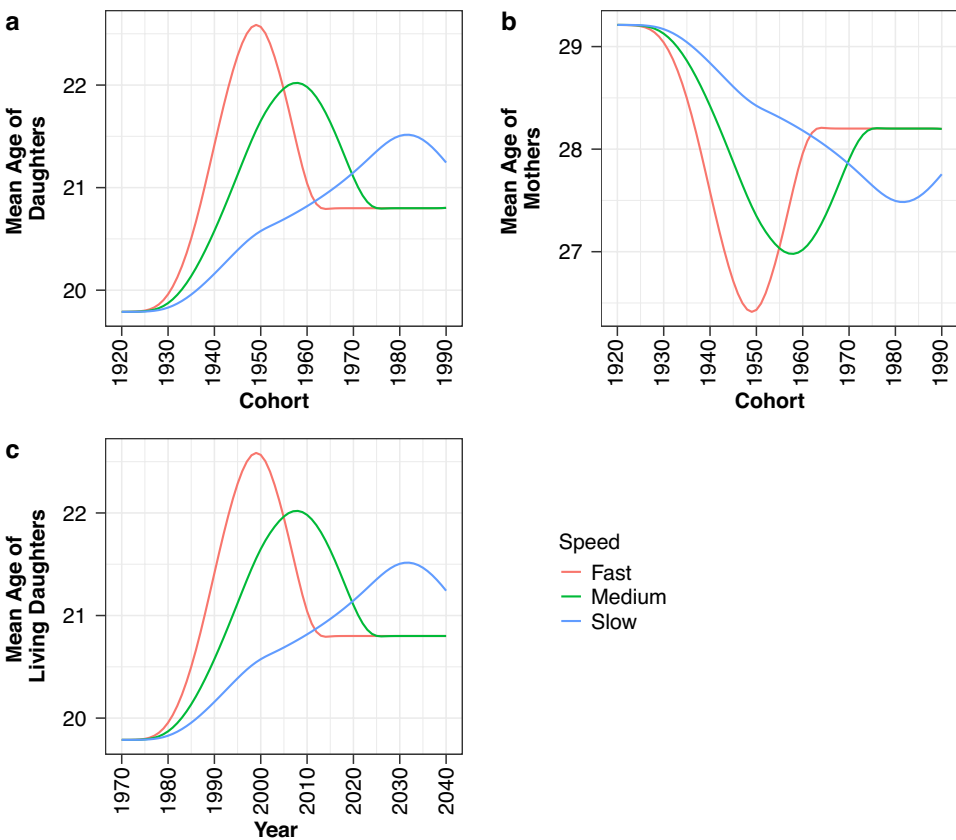 a
Mean Age of
Daughters
22
21
20
1920 1930 1940 1950 1960 1970 1980 1990
Cohort
b
Mean Age of
Mothers
29
28
27
1920 1930 1940 1950 1960 1970 1980 1990
Cohort
c
Mean Age of
Living Daughters
22
21
20
1970 1980 1990 2000 2010 2020 2030 2040
Year
Speed
Fast
Medium
Slow